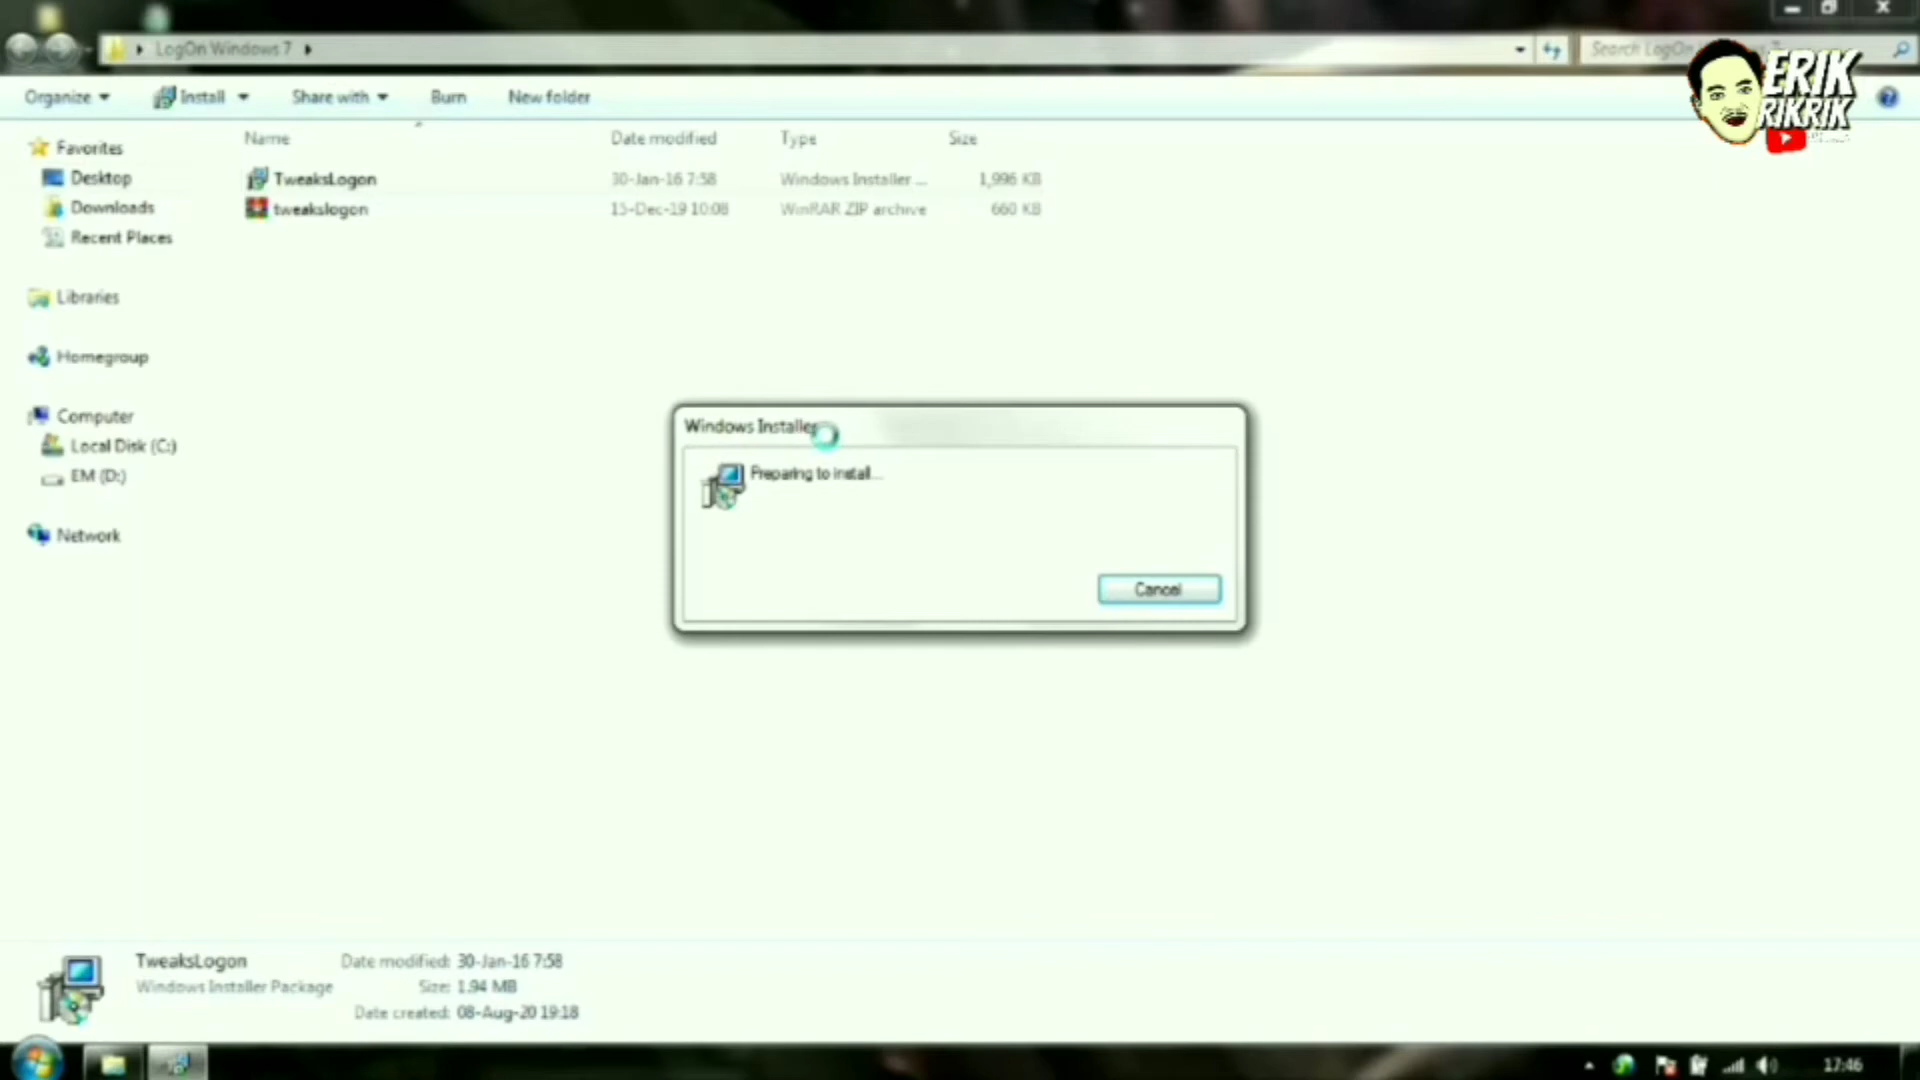 LogOn Windows 7
Search LogOn
ERIK
RIKRIK
Organize
Install
Share with
Burn
New folder
Name
Date modified
Type
Size
Favorites
Desktop
Downloads
Recent Places
Libraries
Homegroup
Computer
Local Disk (C:)
EM (D:)
Network
TweaksLogon
30-Jan-16 7:58
Windows Installer ...
1,996 KB
tweakslogon
15-Dec-19 10:08
WinRAR ZIP archive
660 KB
Windows Installer
Preparing to install...
Cancel
TweaksLogon
Date modified: 30-Jan-16 7:58
Windows Installer Package
Size: 1.94 MB
Date created: 08-Aug-20 19:18
17:46